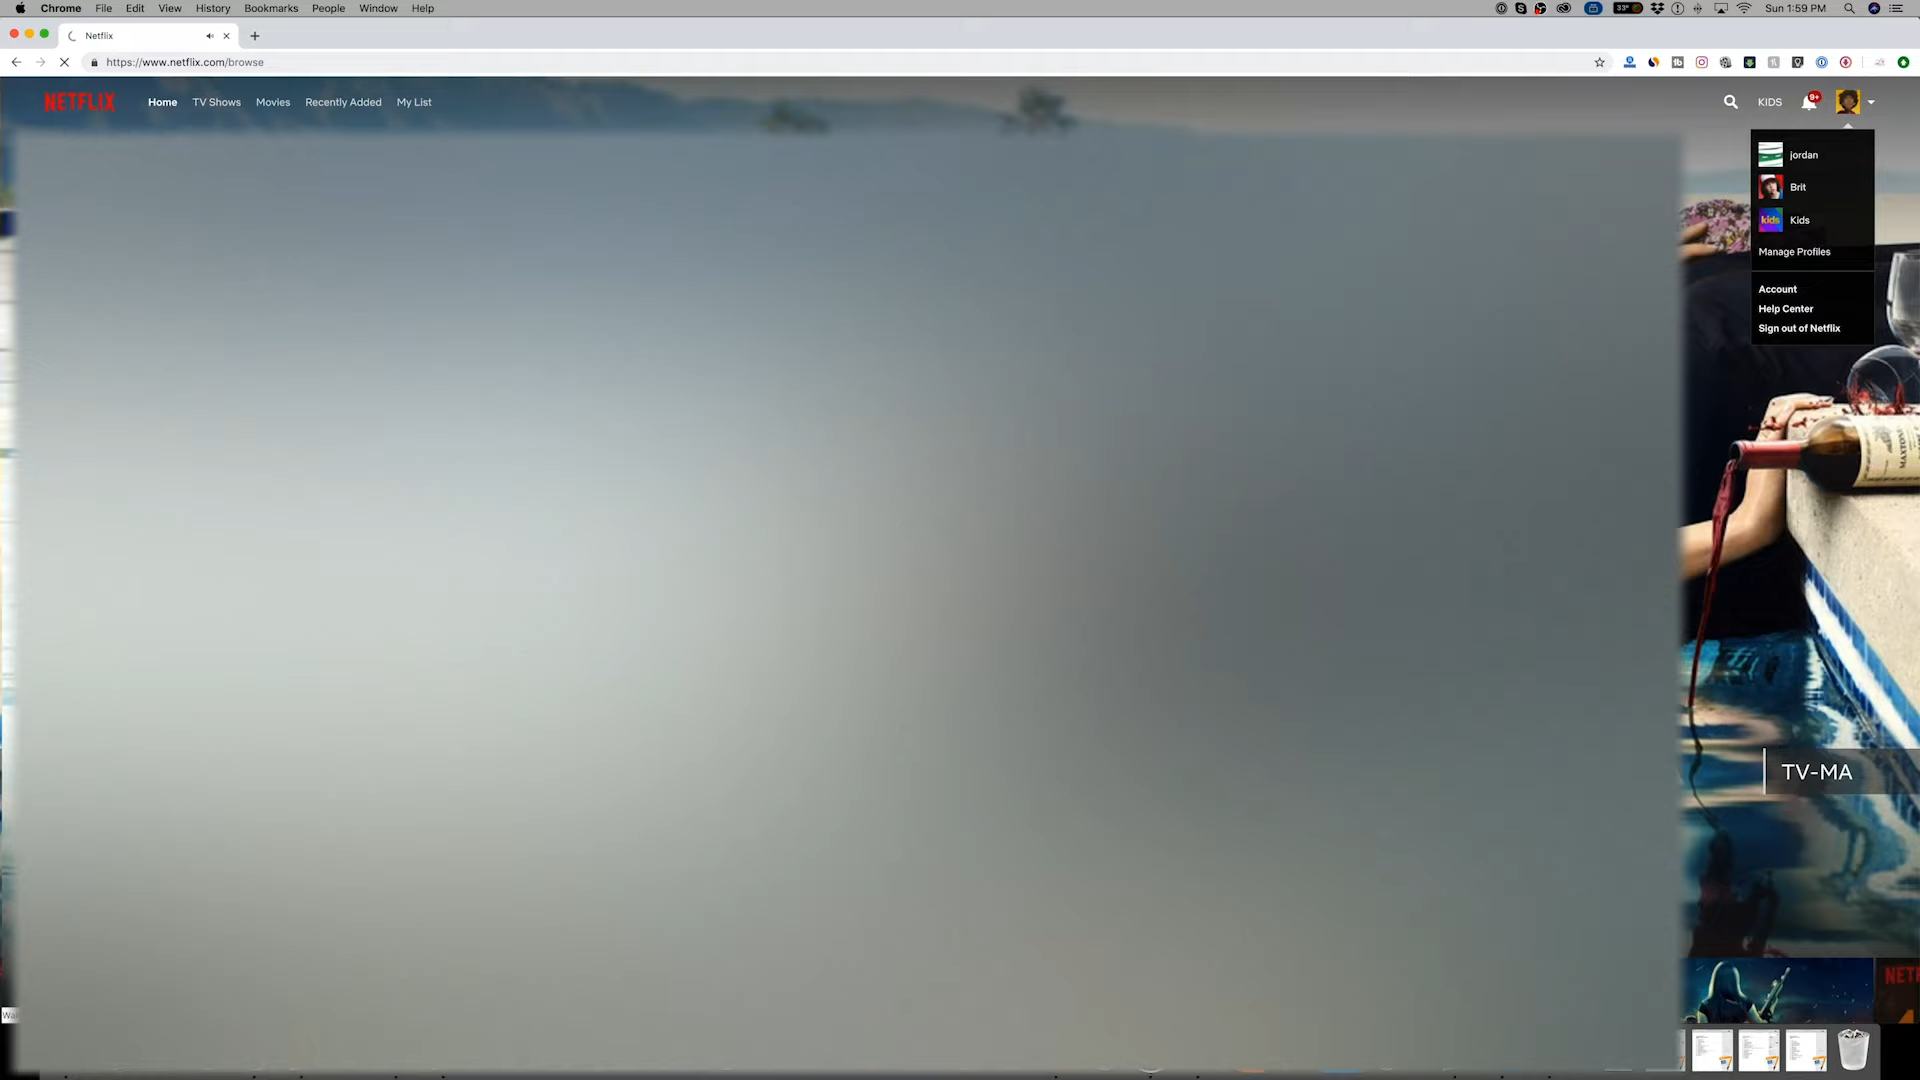 Chrome File Edit View History Bookmarks People Window Help
33° Sun 1:59 PM
Netflix
https://www.netflix.com/browse
NETFLIX Home TV Shows Movies Recently Added My List
KIDS 9+
jordan
Brit
kids Kids
Manage Profiles
Account
Help Center
Sign out of Netflix
TV-MA